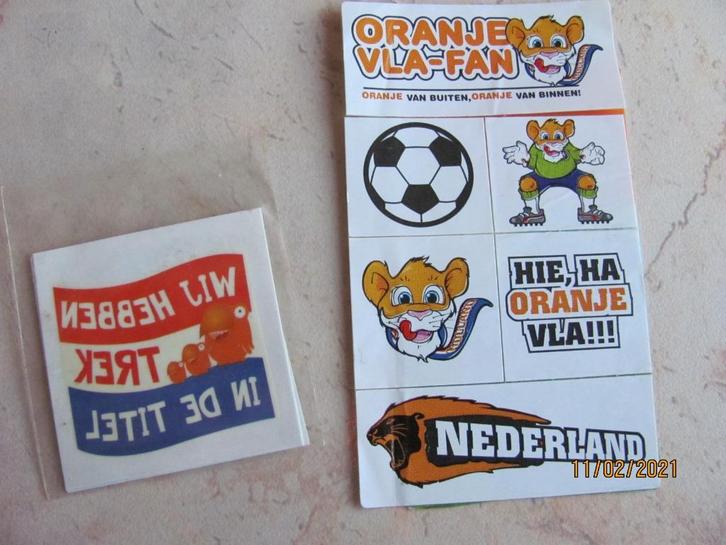 WIJ HEBBEN
TREK
IN DE TITEL
ORANJE
VLA-FAN
ORANJE VAN BUITEN, ORANJE VAN BINNEN!
HIE, HA
ORANJE
VLA!!!
NEDERLAND
11/02/2021